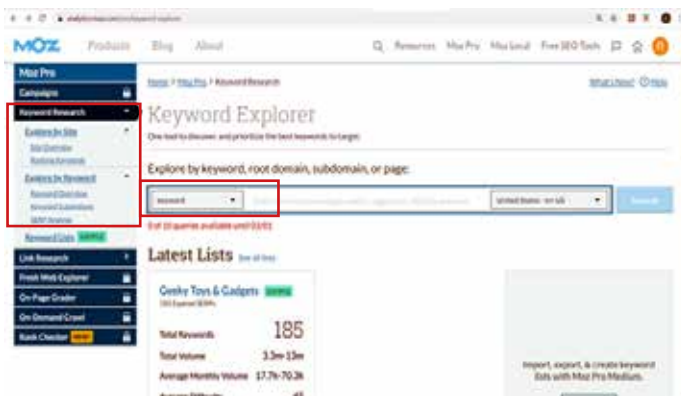 MOZ Products Blog About Resources Moz Pro Moz Local Free SEO Tools
Moz Pro
Campaigns
Keyword Research
Explore by Site
Site Overview
Ranking Keywords
Explore by Keyword
Keyword Overview
Keyword Suggestions
SERP Analysis
Keyword Lists
Link Research
Fresh Web Explorer
On-Page Grader
On-Demand Crawl
Rank Checker
Home > Moz Pro > Keyword Research
What's New? Help
Keyword Explorer
One tool to discover and prioritize the best keywords to target.
Explore by keyword, root domain, subdomain, or page:
keyword
United States - en-US
Search
Latest Lists see all lists
Geeky Toys & Gadgets
Total Keywords 185
Total Volume 3.3m-13m
Average Monthly Volume 17.7k-70.3k
Import, export, & create keyword
lists with Moz Pro Medium.